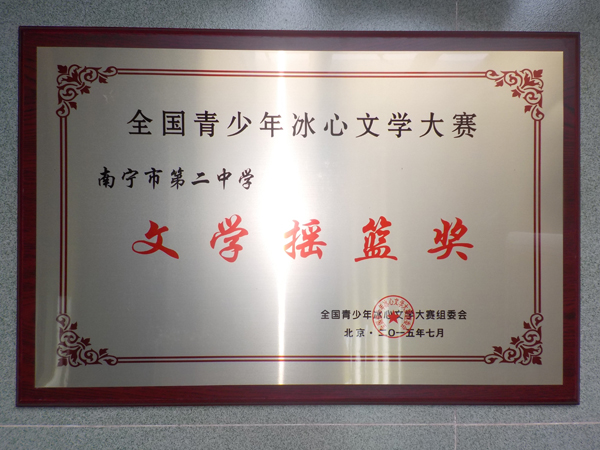 全国青少年冰心文学大赛
南宁市第二中学
文学摇篮奖
全国青少年冰心文学大赛组委会
北京·二〇一五年七月